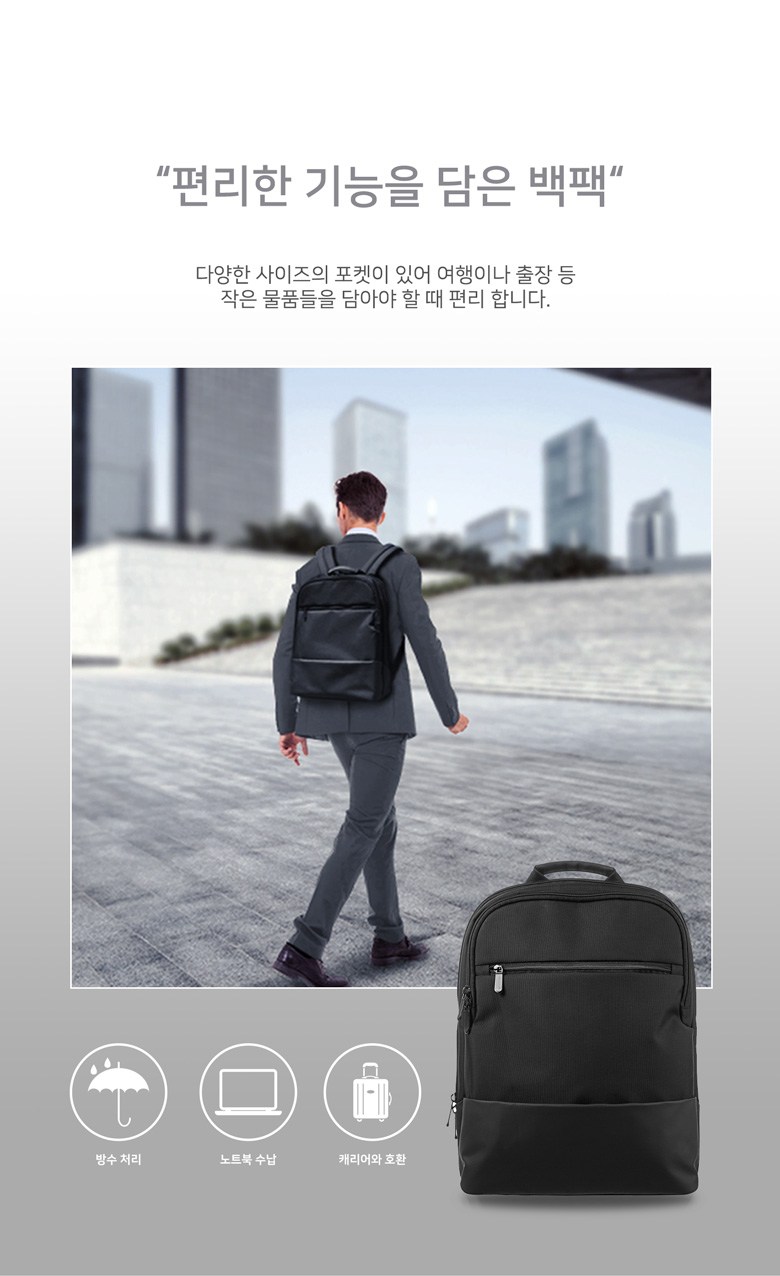 “편리한 기능을 담은 백팩“
다양한 사이즈의 포켓이 있어 여행이나 출장 등
작은 물품들을 담아야 할 때 편리 합니다.
방수 처리
노트북 수납
캐리어와 호환